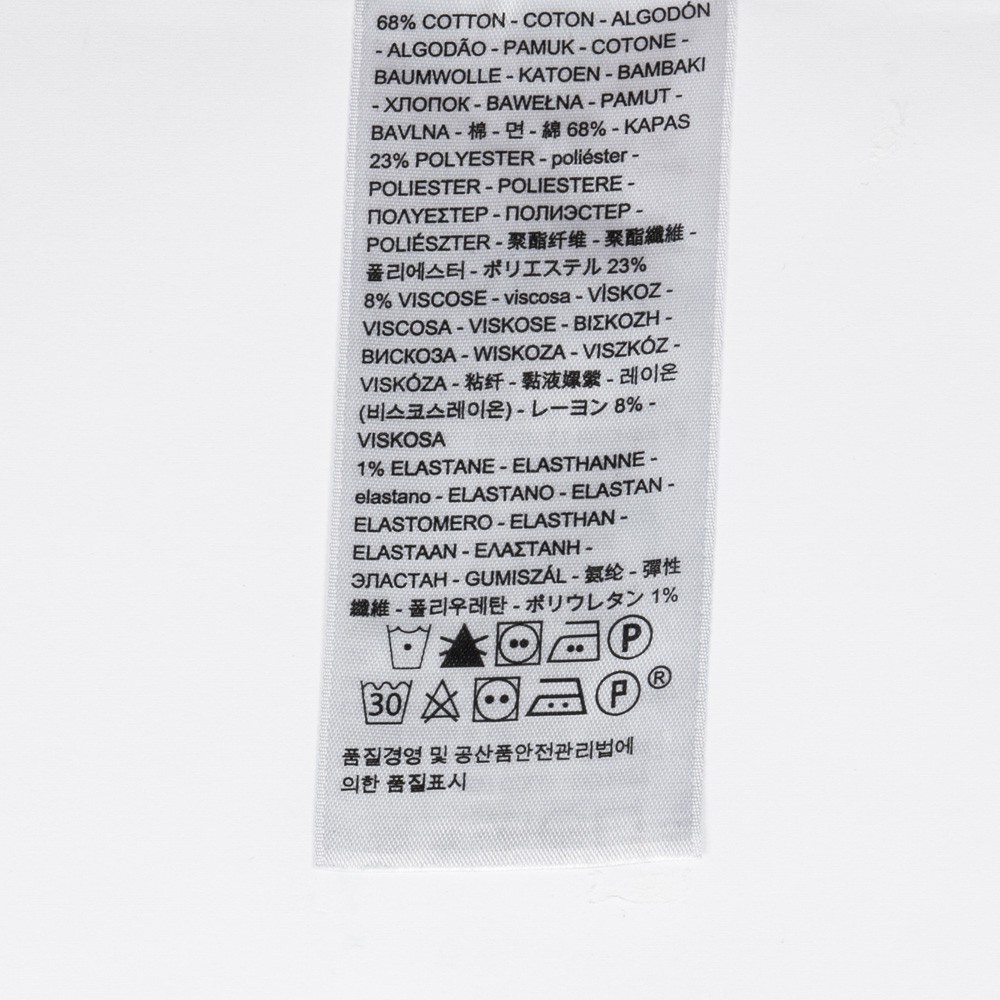 68% COTTON - COTON - ALGODÓN
- ALGODÃO - PAMUK - COTONE -
BAUMWOLLE - KATOEN - BAMBAKI
- ХЛОПОК - BAWEŁNA - PAMUT -
BAVLNA - 棉 - 면 - 綿 68% - KAPAS
23% POLYESTER - poliéster -
POLIESTER - POLIESTERE -
ΠΟΛΥΕΣΤΕΡ - ПОЛИЭСТЕР -
POLIÉSZTER - 聚酯纤维 - 聚酯纖維 -
폴리에스터 - ポリエステル 23%
8% VISCOSE - viscosa - VİSKOZ -
VISCOSA - VISKOSE - ΒΙΣΚΟΖΗ -
ВИСКОЗА - WISKOZA - VISZKÓZ -
VISKÓZA - 粘纤 - 黏液嫘縈 - 레이온
(비스코스레이온) - レーヨン 8% -
VISKOSA
1% ELASTANE - ELASTHANNE -
elastano - ELASTANO - ELASTAN -
ELASTOMERO - ELASTHAN -
ELASTAAN - ΕΛΑΣΤΑΝΗ -
ЭЛАСТАН - GUMISZÁL - 氨纶 - 彈性
纖維 - 폴리우레탄 - ポリウレタン 1%
P
30 P ®
품질경영 및 공산품안전관리법에
의한 품질표시